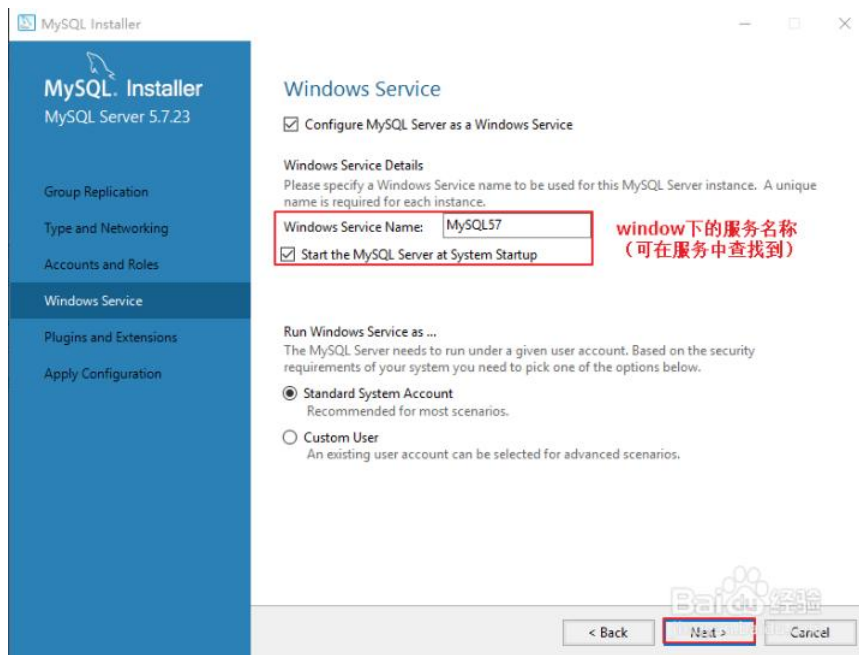 MySQL Installer
MySQL. Installer
MySQL Server 5.7.23
Group Replication
Type and Networking
Accounts and Roles
Windows Service
Plugins and Extensions
Apply Configuration
Windows Service
Configure MySQL Server as a Windows Service
Windows Service Details
Please specify a Windows Service name to be used for this MySQL Server instance. A unique
name is required for each instance.
Windows Service Name: MySQL57
Start the MySQL Server at System Startup
window下的服务名称
（可在服务中查找到）
Run Windows Service as ...
The MySQL Server needs to run under a given user account. Based on the security
requirements of your system you need to pick one of the options below.
Standard System Account
Recommended for most scenarios.
Custom User
An existing user account can be selected for advanced scenarios.
Baidu 经验
< Back
Next >
Cancel